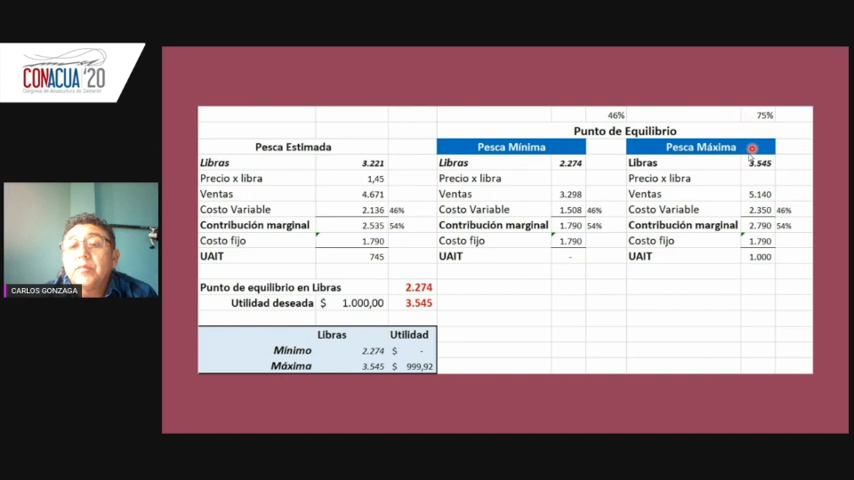 CONACUA '20
46% 75%
Punto de Equilibrio
Pesca Estimada Pesca Mínima Pesca Máxima
Libras 3.221 Libras 2.274 Libras 3.545
Precio x libra 1,45 Precio x libra Precio x libra
Ventas 4.671 Ventas 3.298 Ventas 5.140
Costo Variable 2.136 46% Costo Variable 1.508 46% Costo Variable 2.350 46%
Contribución marginal 2.535 54% Contribución marginal 1.790 54% Contribución marginal 2.790 54%
Costo fijo 1.790 Costo fijo 1.790 Costo fijo 1.790
UAIT 745 UAIT - UAIT 1.000
Punto de equilibrio en Libras 2.274
Utilidad deseada $ 1.000,00 3.545
Libras Utilidad
Mínimo 2.274 $ -
Máxima 3.545 $ 999,92
CARLOS GONZAGA